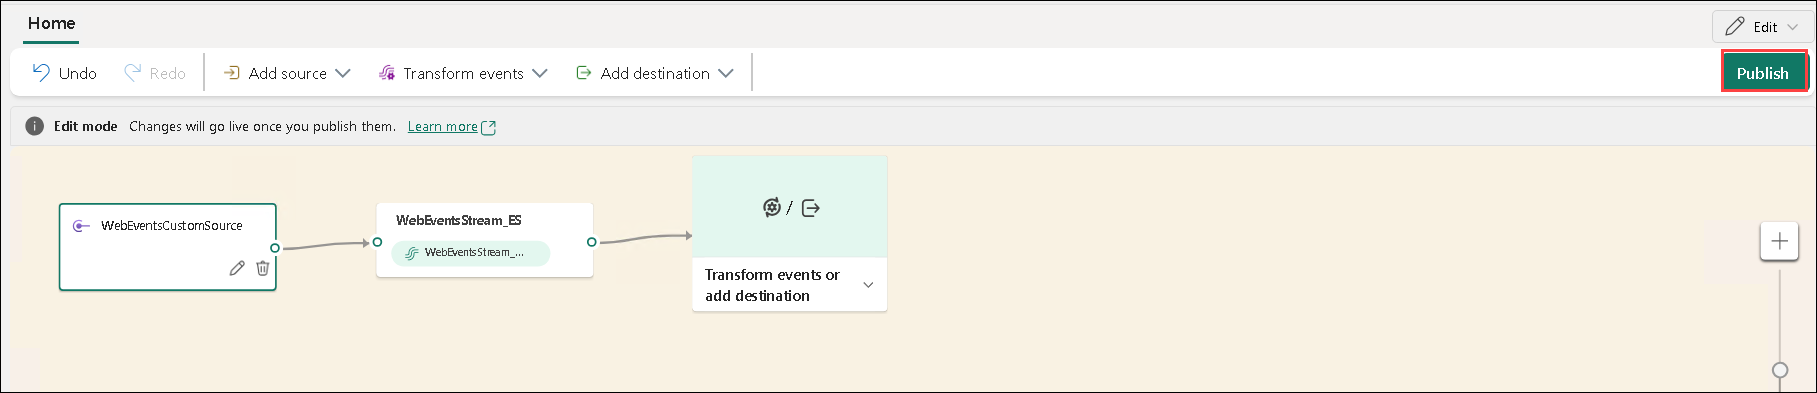 Home
Edit
Undo
Redo
Add source
Transform events
Add destination
Publish
Edit mode Changes will go live once you publish them. Learn more
WebEventsCustomSource
WebEventsStream_ES
WebEventsStream_...
/
Transform events or
add destination